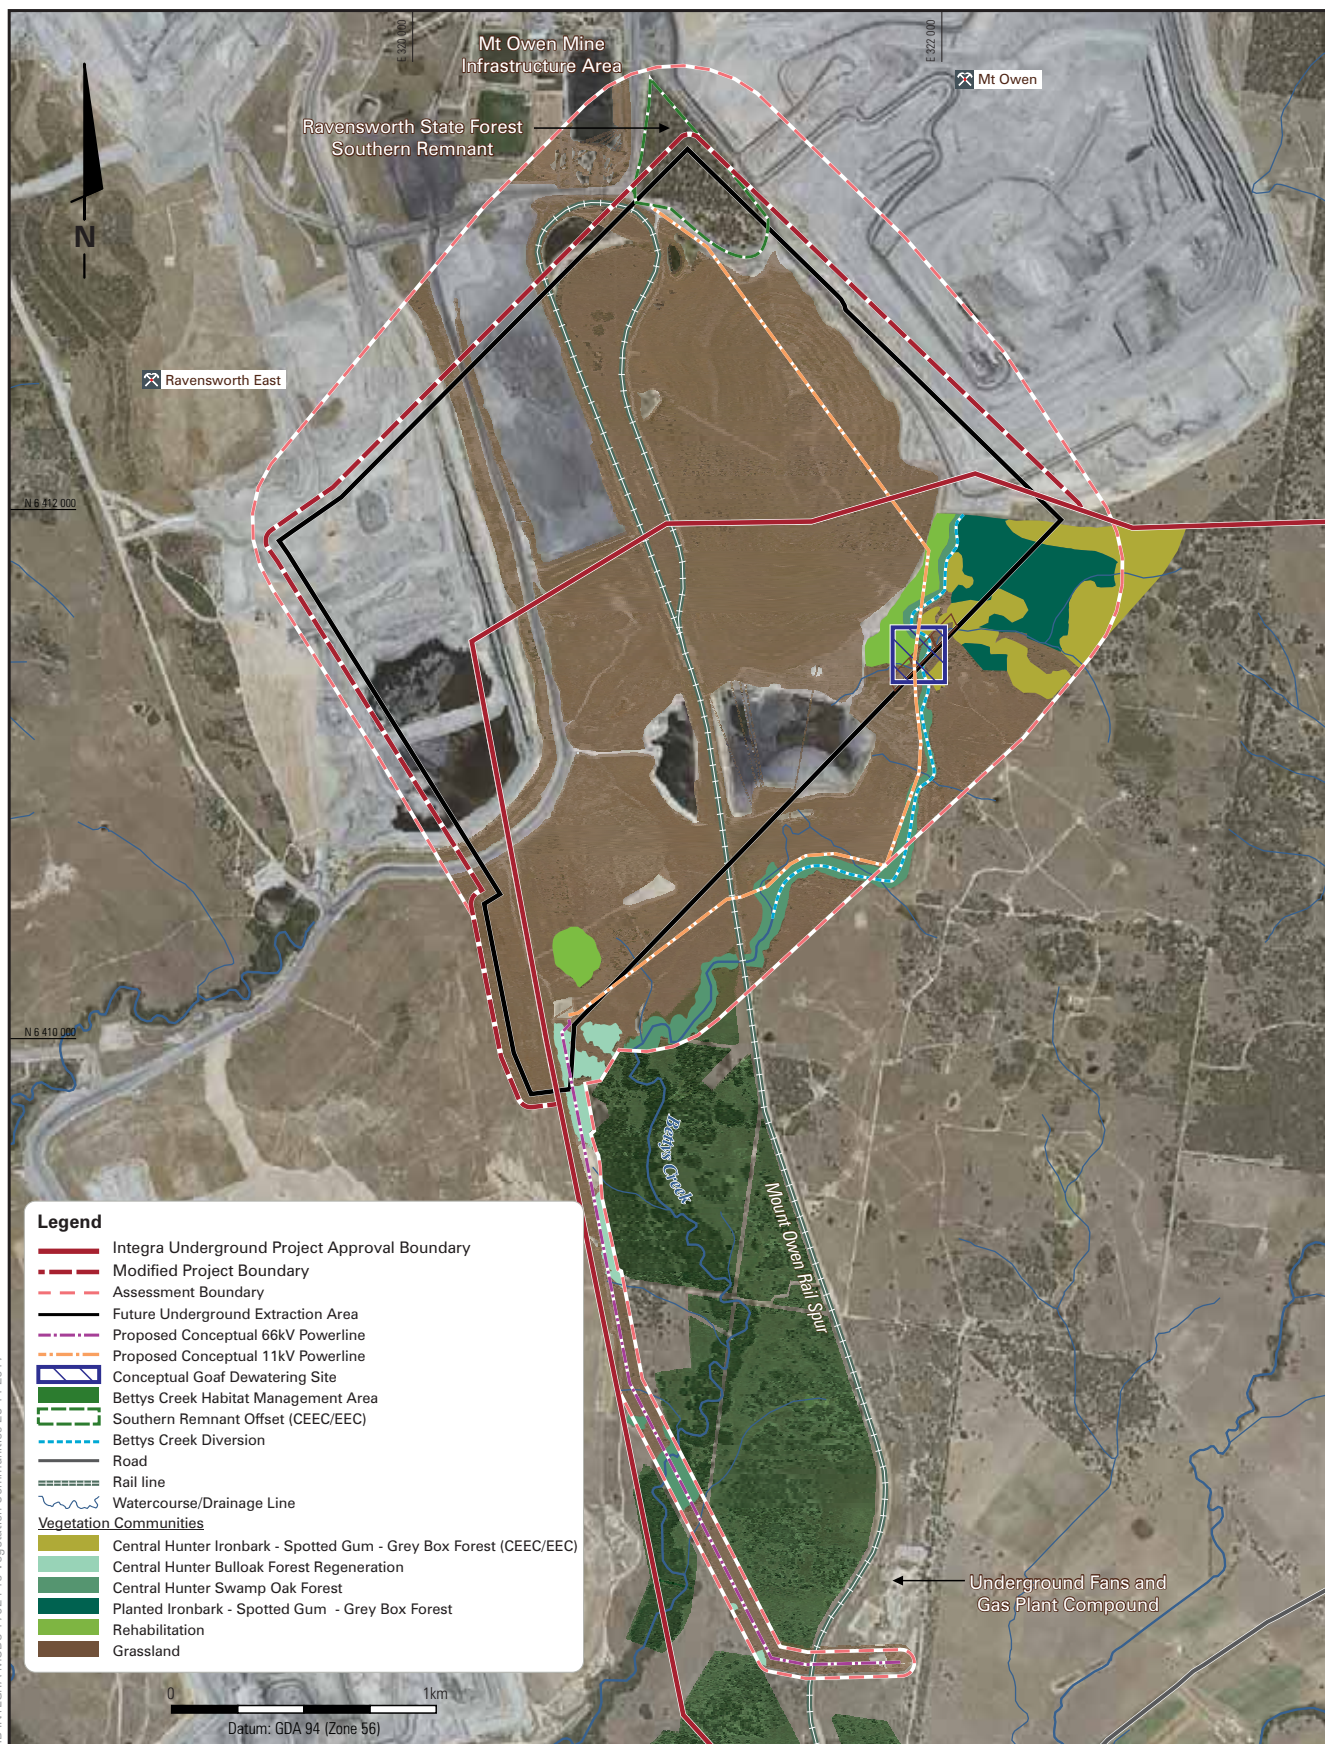 E 320 000
E 322 000
Mt Owen Mine
Infrastructure Area
Mt Owen
Ravensworth State Forest
Southern Remnant
N
Ravensworth East
N 6 412 000
N 6 410 000
Bettys Creek
Mount Owen Rail Spur
Legend
Integra Underground Project Approval Boundary
Modified Project Boundary
Assessment Boundary
Future Underground Extraction Area
Proposed Conceptual 66kV Powerline
Proposed Conceptual 11kV Powerline
Conceptual Goaf Dewatering Site
Bettys Creek Habitat Management Area
Southern Remnant Offset (CEEC/EEC)
Bettys Creek Diversion
Road
Rail line
Watercourse/Drainage Line
Vegetation Communities
Central Hunter Ironbark - Spotted Gum - Grey Box Forest (CEEC/EEC)
Central Hunter Bulloak Forest Regeneration
Central Hunter Swamp Oak Forest
Planted Ironbark - Spotted Gum - Grey Box Forest
Rehabilitation
Grassland
Underground Fans and
Gas Plant Compound
0 1km
Datum: GDA 94 (Zone 56)